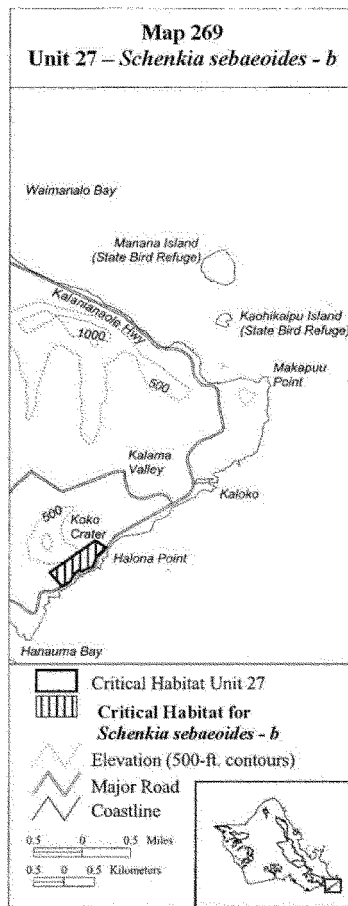 Map 269
Unit 27 – Schenkia sebaeoides - b
Waimanalo Bay
Manana Island
(State Bird Refuge)
Kalanianaole Hwy
Kaohikaipu Island
(State Bird Refuge)
1000
500
Makapuu
Point
Kalama
Valley
Kaloko
500
Koko
Crater
Halona Point
Hanauma Bay
Critical Habitat Unit 27
Critical Habitat for
Schenkia sebaeoides - b
Elevation (500-ft. contours)
Major Road
Coastline
0.5 0 0.5 Miles
0.5 0 0.5 Kilometers